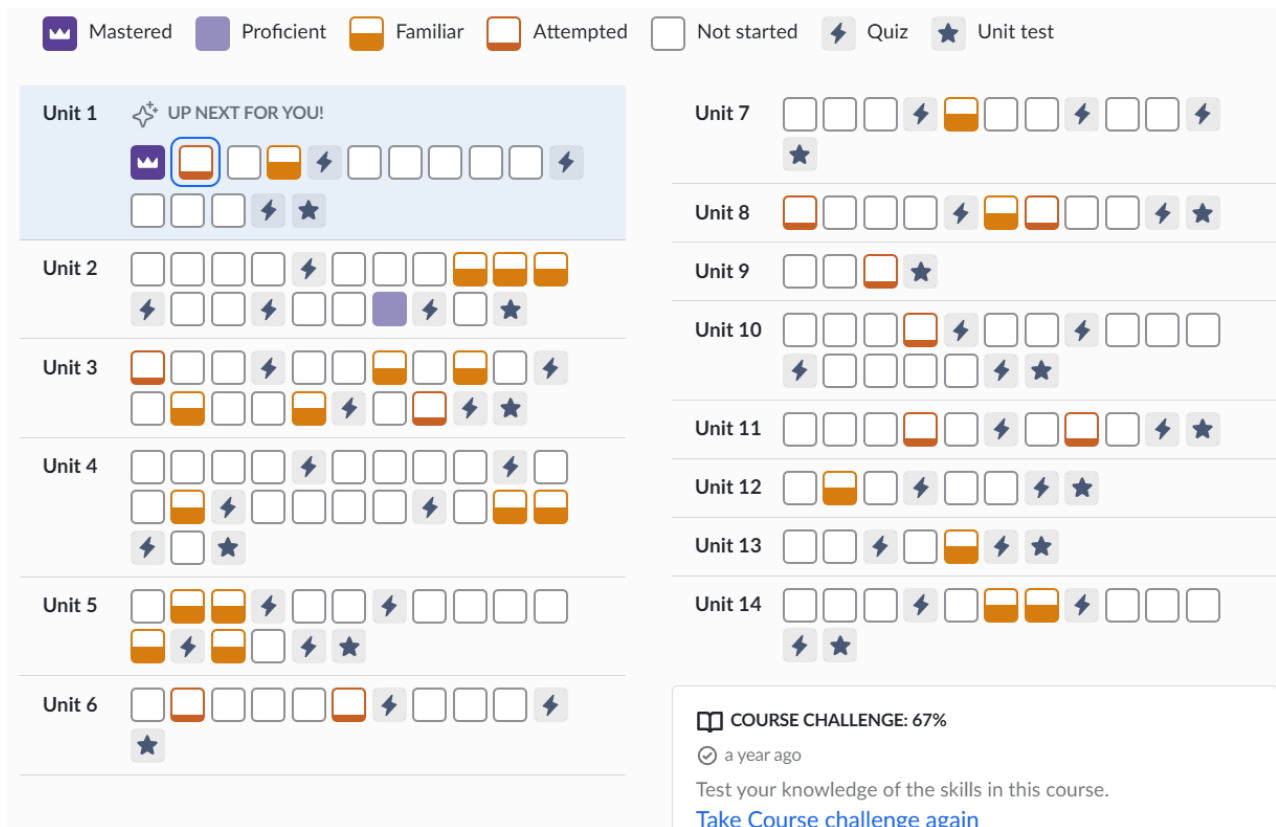 Mastered Proficient Familiar Attempted Not started Quiz Unit test
Unit 1 UP NEXT FOR YOU!
Unit 2
Unit 3
Unit 4
Unit 5
Unit 6
Unit 7
Unit 8
Unit 9
Unit 10
Unit 11
Unit 12
Unit 13
Unit 14
COURSE CHALLENGE: 67%
a year ago
Test your knowledge of the skills in this course.
Take Course challenge again